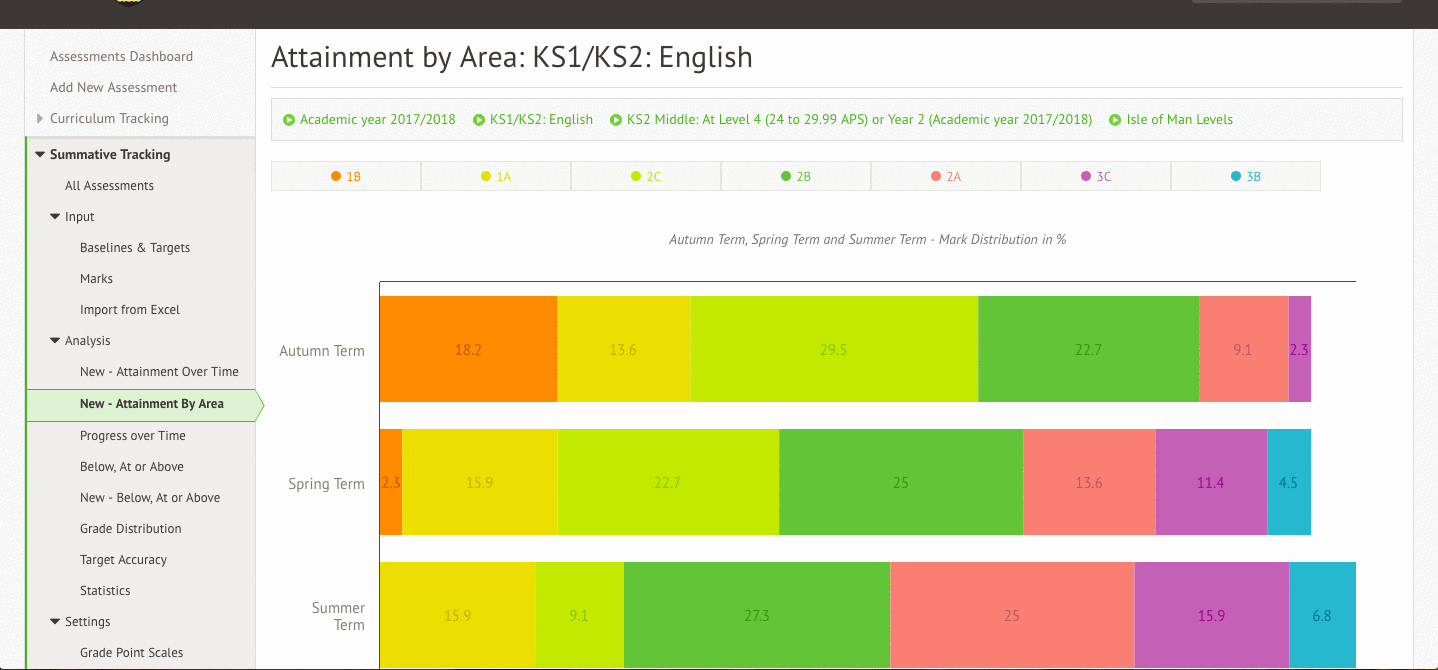 Assessments Dashboard
Add New Assessment
Curriculum Tracking
Summative Tracking
All Assessments
Input
Baselines & Targets
Marks
Import from Excel
Analysis
New - Attainment Over Time
New - Attainment By Area
Progress over Time
Below, At or Above
New - Below, At or Above
Grade Distribution
Target Accuracy
Statistics
Settings
Grade Point Scales
Attainment by Area: KS1/KS2: English
Academic year 2017/2018 KS1/KS2: English KS2 Middle: At Level 4 (24 to 29.99 APS) or Year 2 (Academic year 2017/2018) Isle of Man Levels
1B 1A 2C 2B 2A 3C 3B
Autumn Term, Spring Term and Summer Term - Mark Distribution in %
Autumn Term 18.2 13.6 29.5 22.7 9.1 2.3
Spring Term 2.3 15.9 22.7 25 13.6 11.4 4.5
Summer
Term
15.9 9.1 27.3 25 15.9 6.8